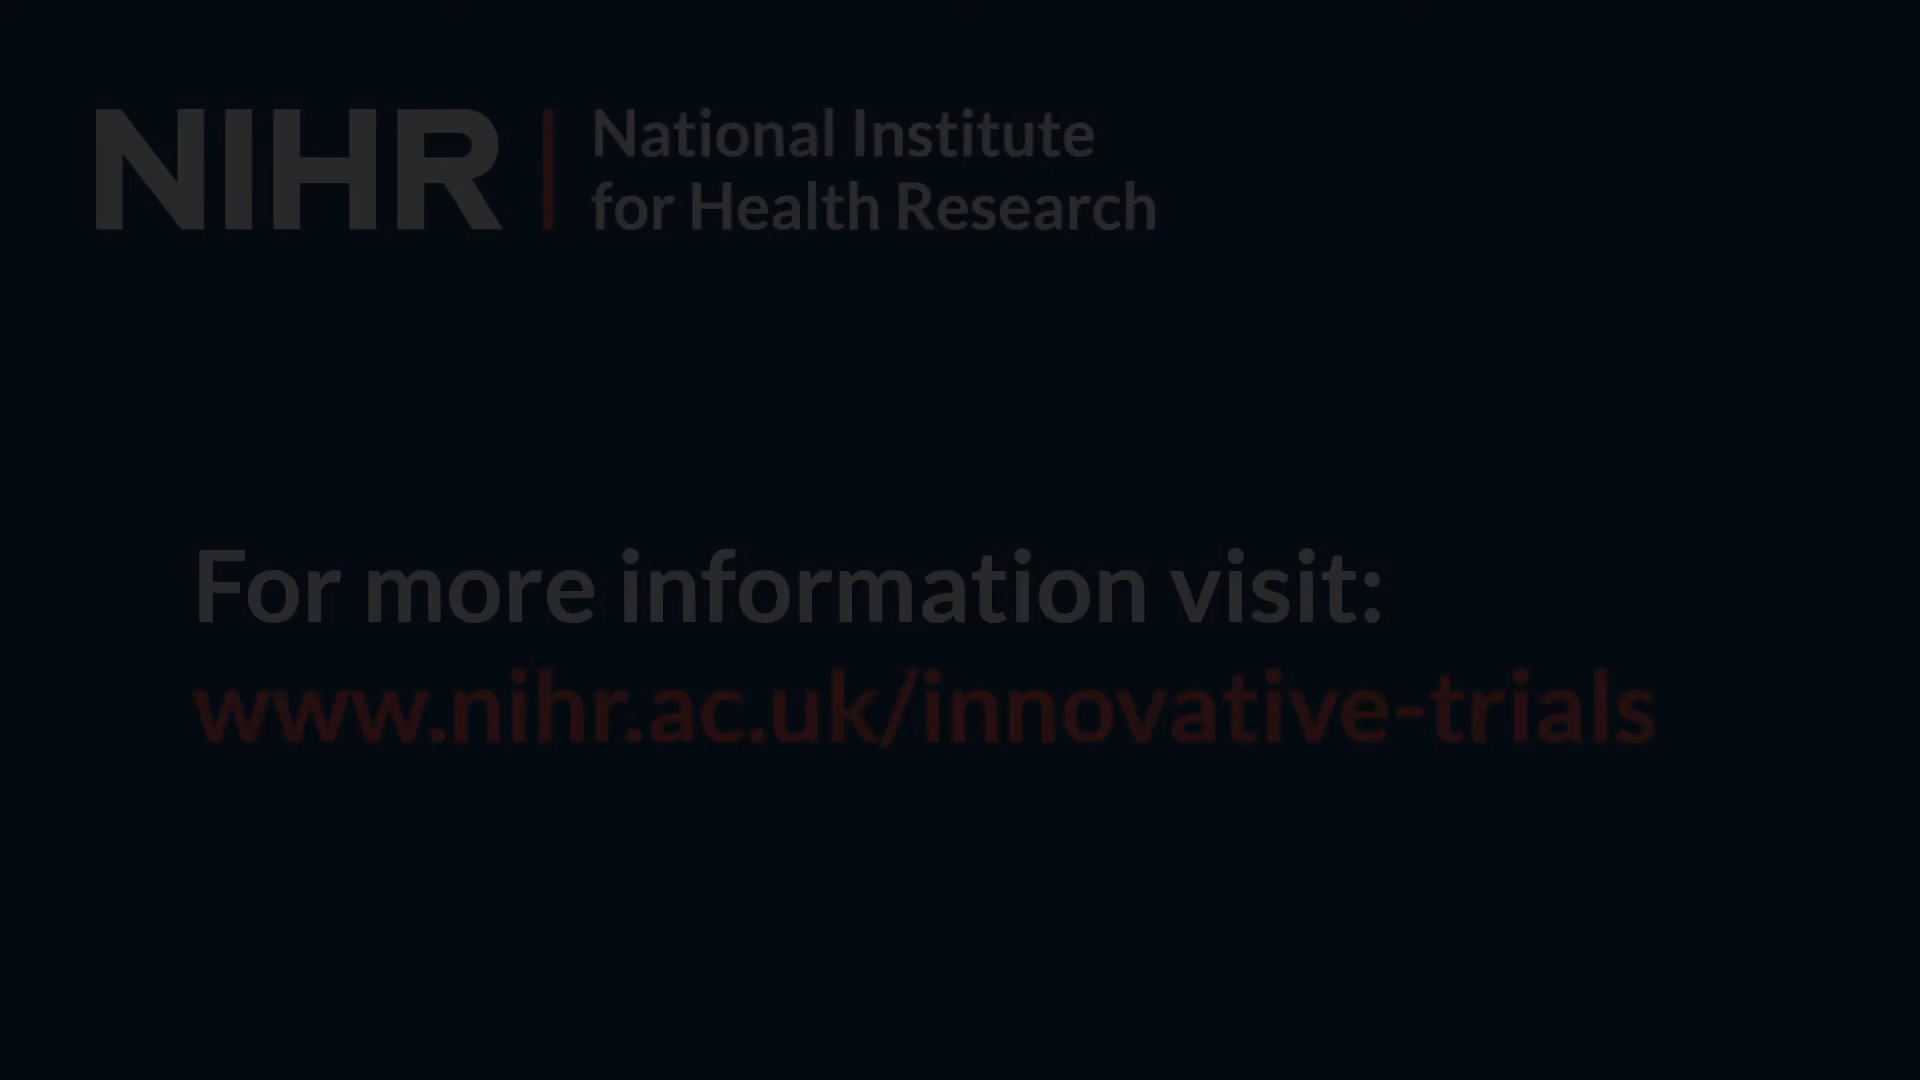 NIHR
National Institute
for Health Research
For more information visit:
www.nihr.ac.uk/innovative-trials